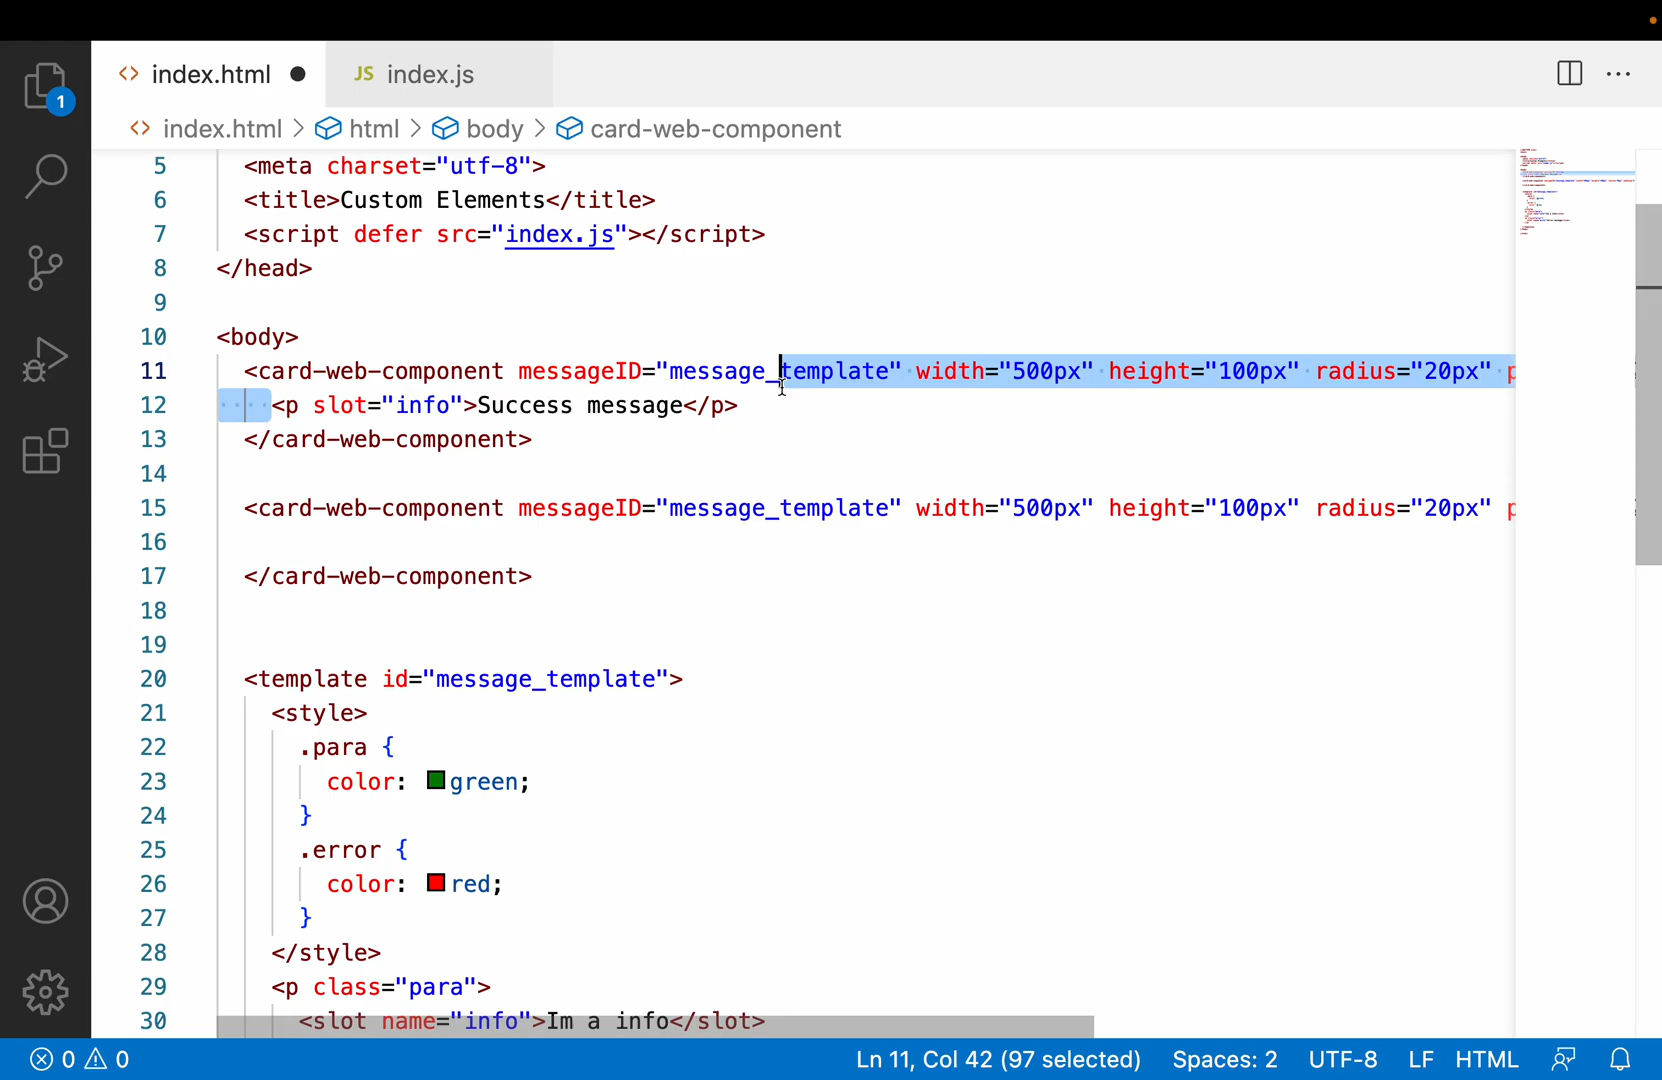 index.html ●
JS index.js
index.html > html > body > card-web-component
1
5 <meta charset="utf-8">
6 <title>Custom Elements</title>
7 <script defer src="index.js"></script>
8 </head>
9
10 <body>
11 <card-web-component messageID="message_template" width="500px" height="100px" radius="20px" p
12 <p slot="info">Success message</p>
13 </card-web-component>
14
15 <card-web-component messageID="message_template" width="500px" height="100px" radius="20px" p
16
17 </card-web-component>
18
19
20 <template id="message_template">
21 <style>
22 .para {
23 color: green;
24 }
25 .error {
26 color: red;
27 }
28 </style>
29 <p class="para">
30 <slot name="info">Im a info</slot>
0 0 Ln 11, Col 42 (97 selected) Spaces: 2 UTF-8 LF HTML